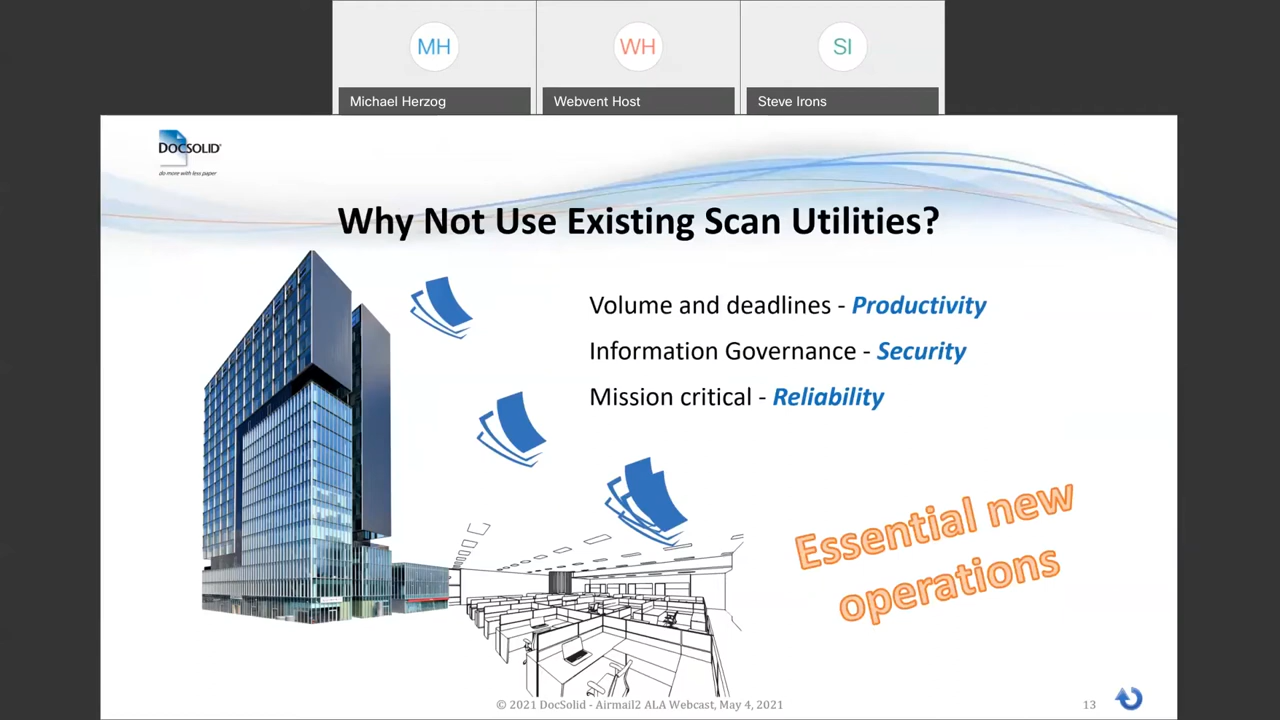 MH
WH
SI
Michael Herzog
Webvent Host
Steve Irons
DOCSOLID
do more with less paper
Why Not Use Existing Scan Utilities?
Volume and deadlines - Productivity
Information Governance - Security
Mission critical - Reliability
Essential new
operations
© 2021 DocSolid - Airmail2 ALA Webcast, May 4, 2021
13